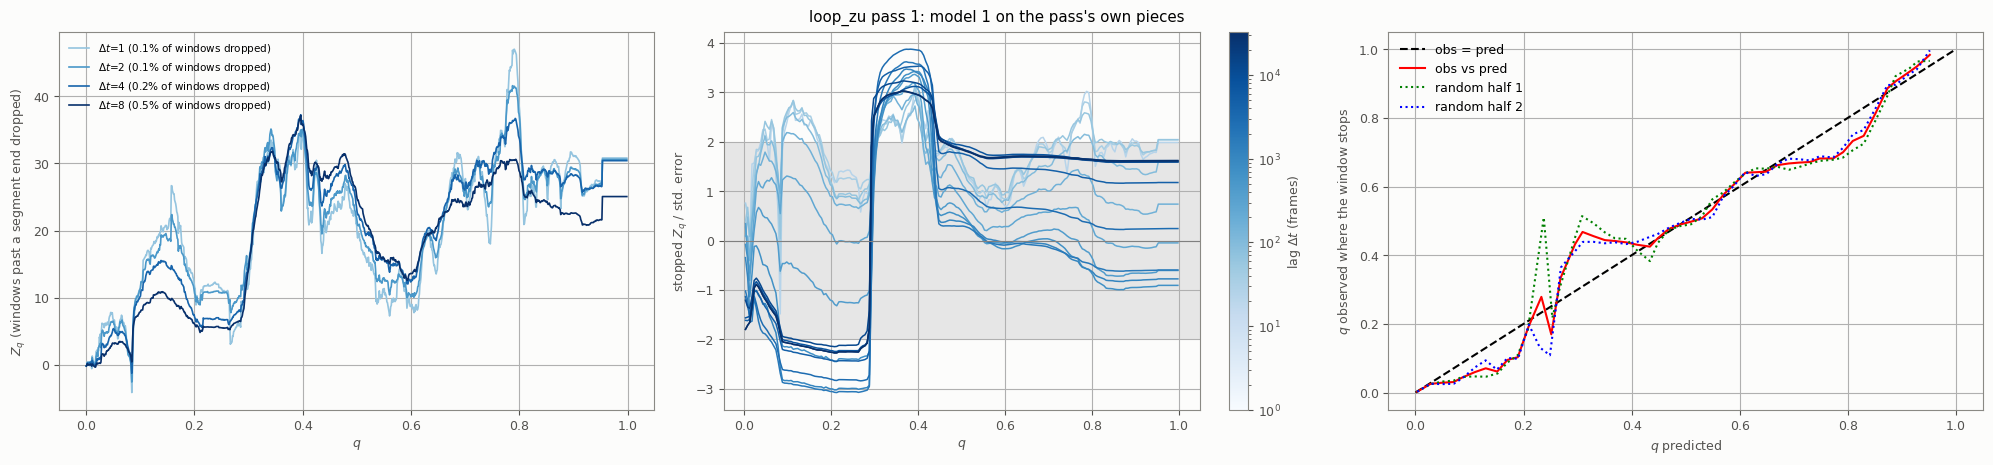 loop_zu pass 1: model 1 on the pass's own pieces
Z_q (windows past a segment end dropped)
Δt=1 (0.1% of windows dropped)
Δt=2 (0.1% of windows dropped)
Δt=4 (0.2% of windows dropped)
Δt=8 (0.5% of windows dropped)
40
30
20
10
0
0.0 0.2 0.4 0.6 0.8 1.0
q
stopped Z_q / std. error
4
3
2
1
0
−1
−2
−3
0.0 0.2 0.4 0.6 0.8 1.0
q
10^4
10^3
10^2
10^1
10^0
lag Δt (frames)
q observed where the window stops
obs = pred
obs vs pred
random half 1
random half 2
1.0
0.8
0.6
0.4
0.2
0.0
0.0 0.2 0.4 0.6 0.8 1.0
q predicted